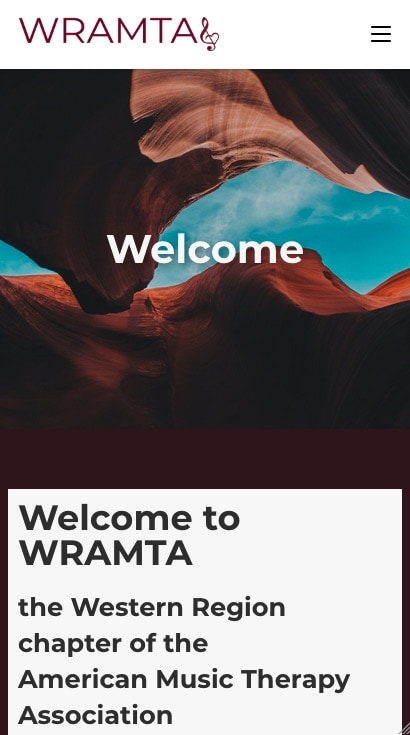 WRAMTA
Welcome
Welcome to
WRAMTA
the Western Region
chapter of the
American Music Therapy
Association